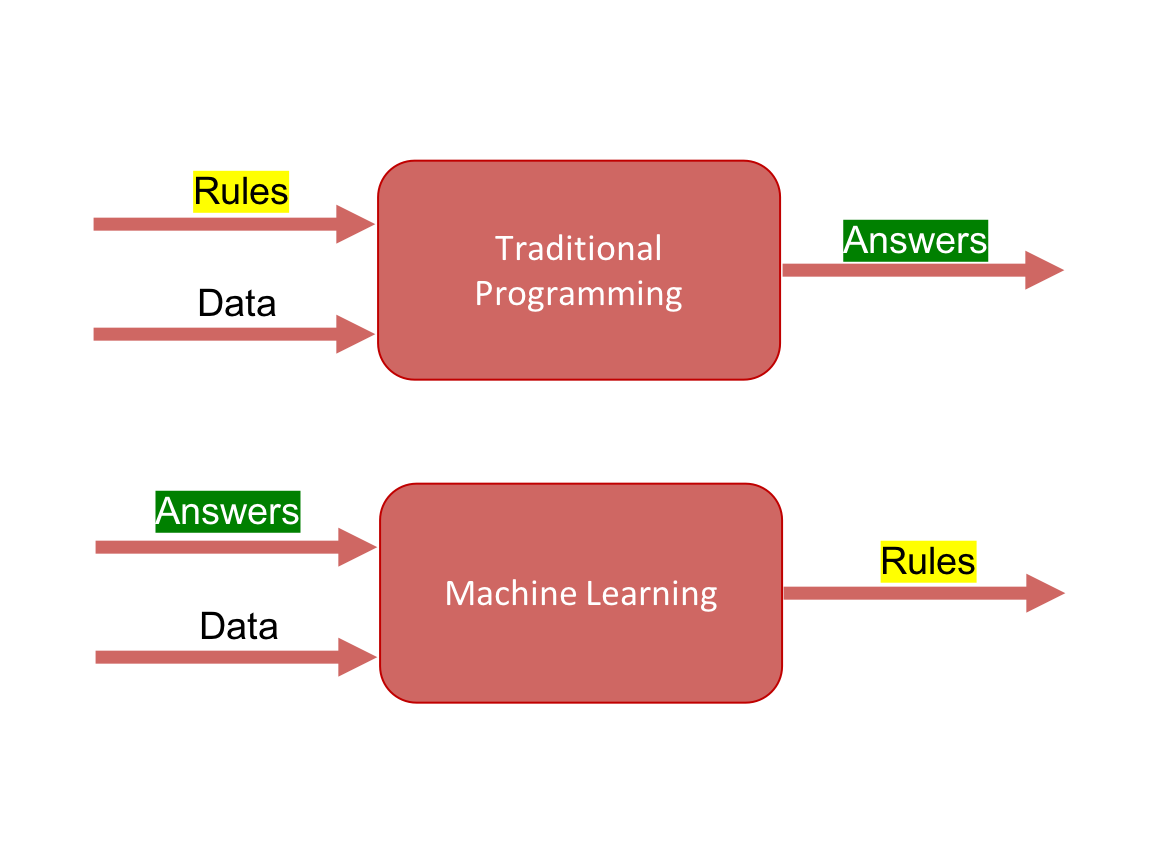 Rules
Data
Traditional
Programming
Answers
Answers
Data
Machine Learning
Rules